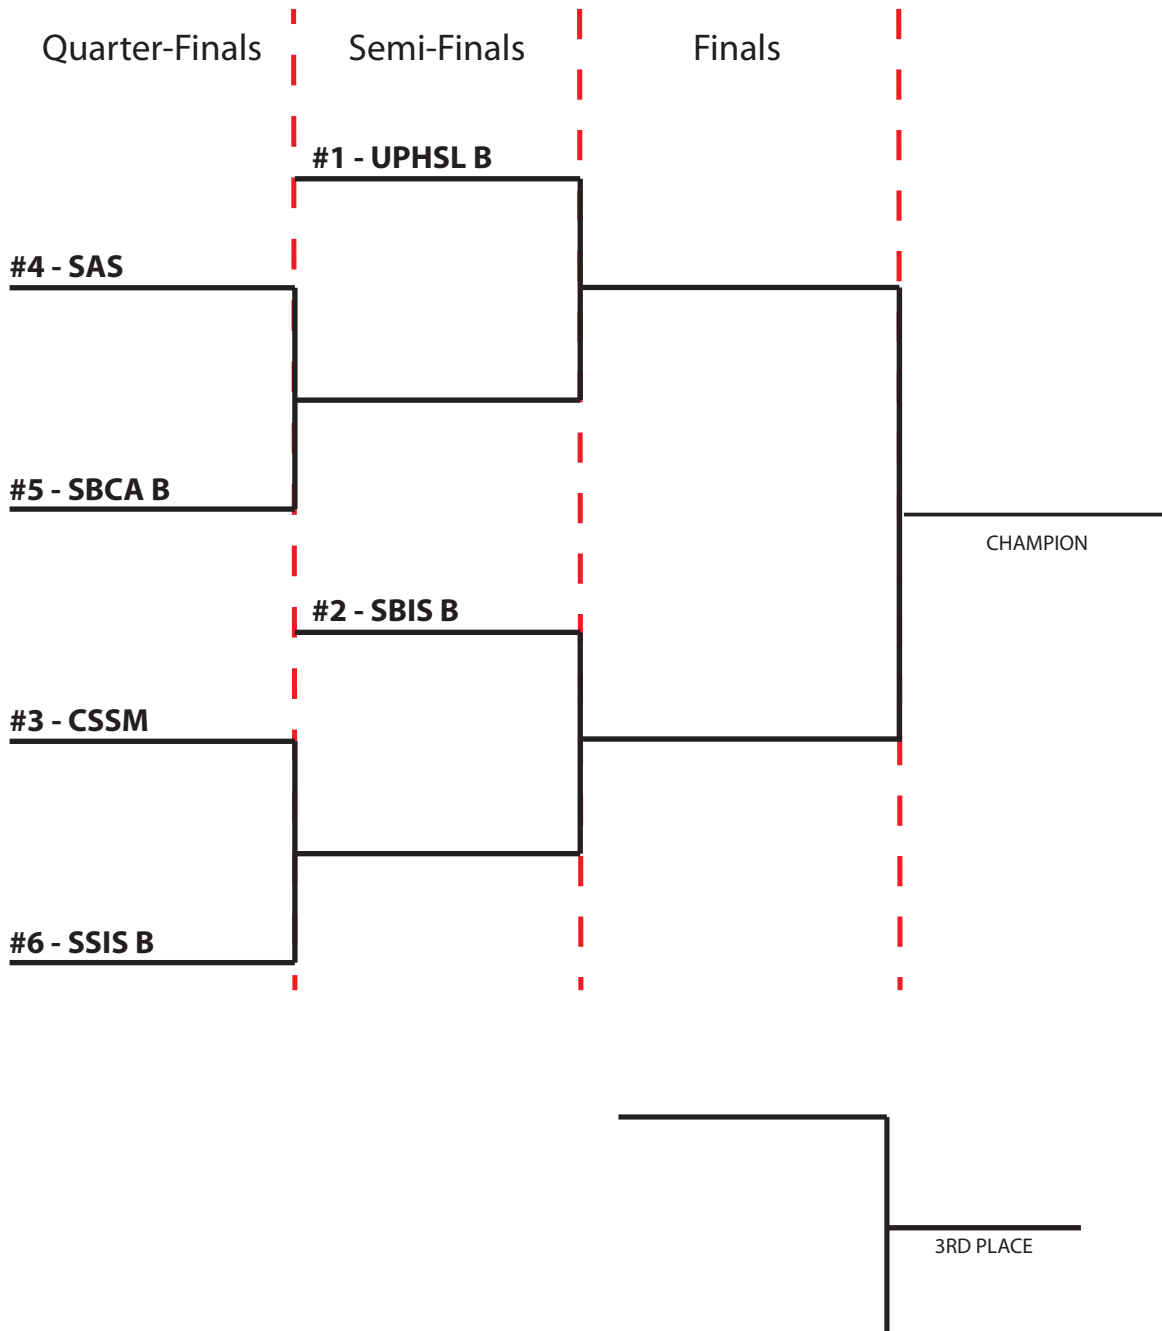 Quarter-Finals
Semi-Finals
Finals
#1 - UPHSL B
#4 - SAS
#5 - SBCA B
CHAMPION
#2 - SBIS B
#3 - CSSM
#6 - SSIS B
3RD PLACE